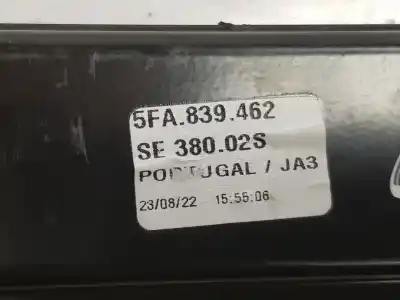 5FA.839.462
SE 380.02S
PORTUGAL / JA3
23/08/22 15:55:06